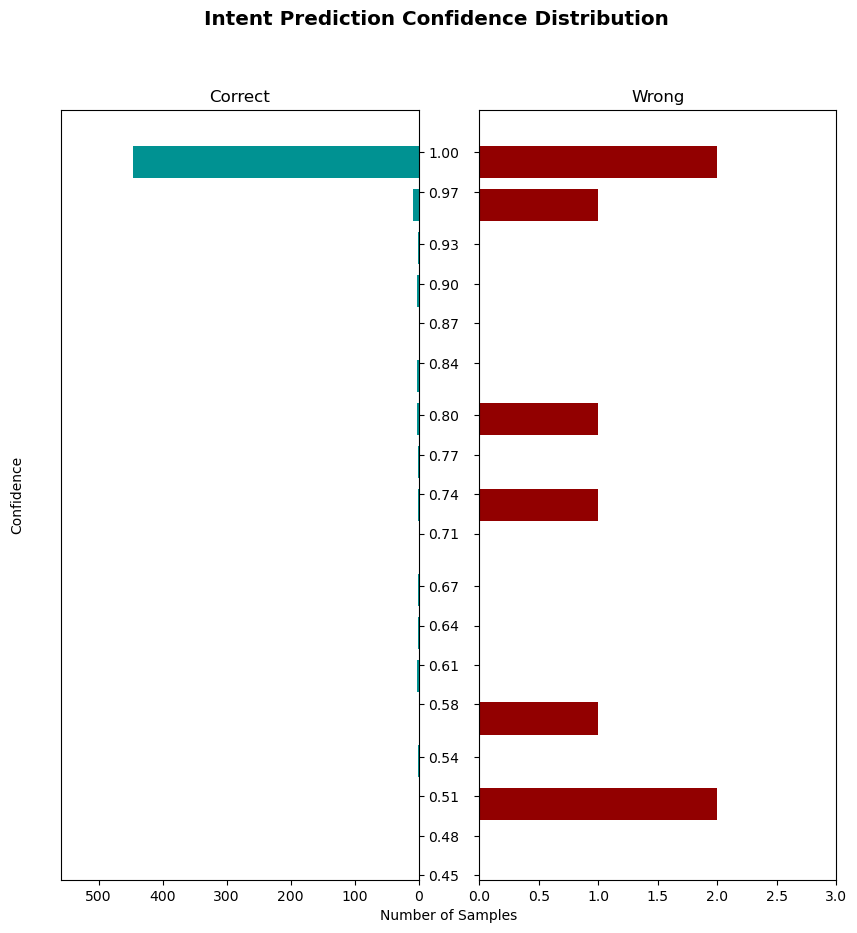 Intent Prediction Confidence Distribution
Correct
Wrong
1.00
0.97
0.93
0.90
0.87
0.84
0.80
0.77
0.74
0.71
0.67
0.64
0.61
0.58
0.54
0.51
0.48
0.45
Confidence
500 400 300 200 100 0
0.0 0.5 1.0 1.5 2.0 2.5 3.0
Number of Samples